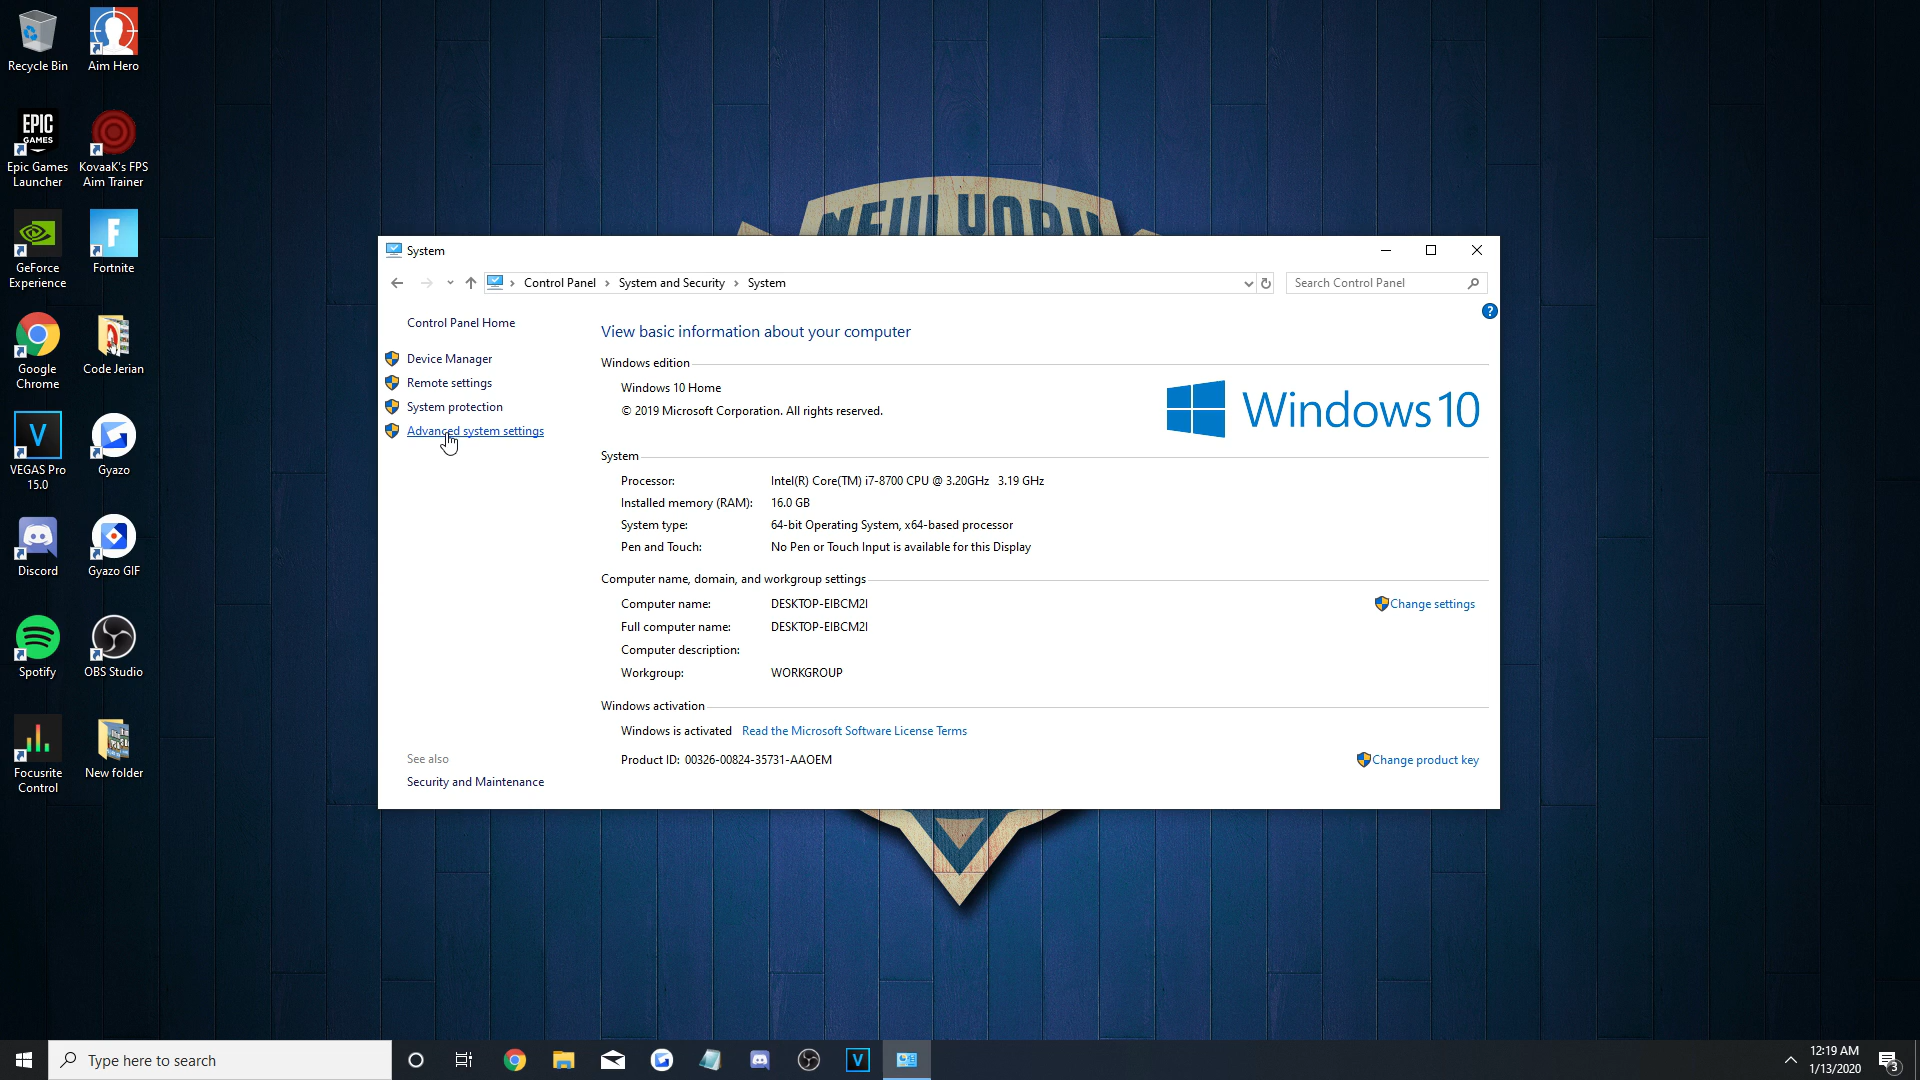 Recycle Bin
Aim Hero
EPIC
GAMES
Epic Games
Launcher
KovaaK's FPS
Aim Trainer
GeForce
Experience
F
Fortnite
Google
Chrome
Code Jerian
V
VEGAS Pro
15.0
Gyazo
Discord
Gyazo GIF
Spotify
OBS Studio
Focusrite
Control
New folder
NEW YORK
System
Control Panel > System and Security > System
Search Control Panel
?
Control Panel Home
Device Manager
Remote settings
System protection
Advanced system settings
See also
Security and Maintenance
View basic information about your computer
Windows edition
Windows 10 Home
© 2019 Microsoft Corporation. All rights reserved.
Windows 10
System
Processor: Intel(R) Core(TM) i7-8700 CPU @ 3.20GHz 3.19 GHz
Installed memory (RAM): 16.0 GB
System type: 64-bit Operating System, x64-based processor
Pen and Touch: No Pen or Touch Input is available for this Display
Computer name, domain, and workgroup settings
Computer name: DESKTOP-EIBCM2I
Change settings
Full computer name: DESKTOP-EIBCM2I
Computer description:
Workgroup: WORKGROUP
Windows activation
Windows is activated Read the Microsoft Software License Terms
Product ID: 00326-00824-35731-AAOEM
Change product key
Type here to search
V
12:19 AM
1/13/2020
3